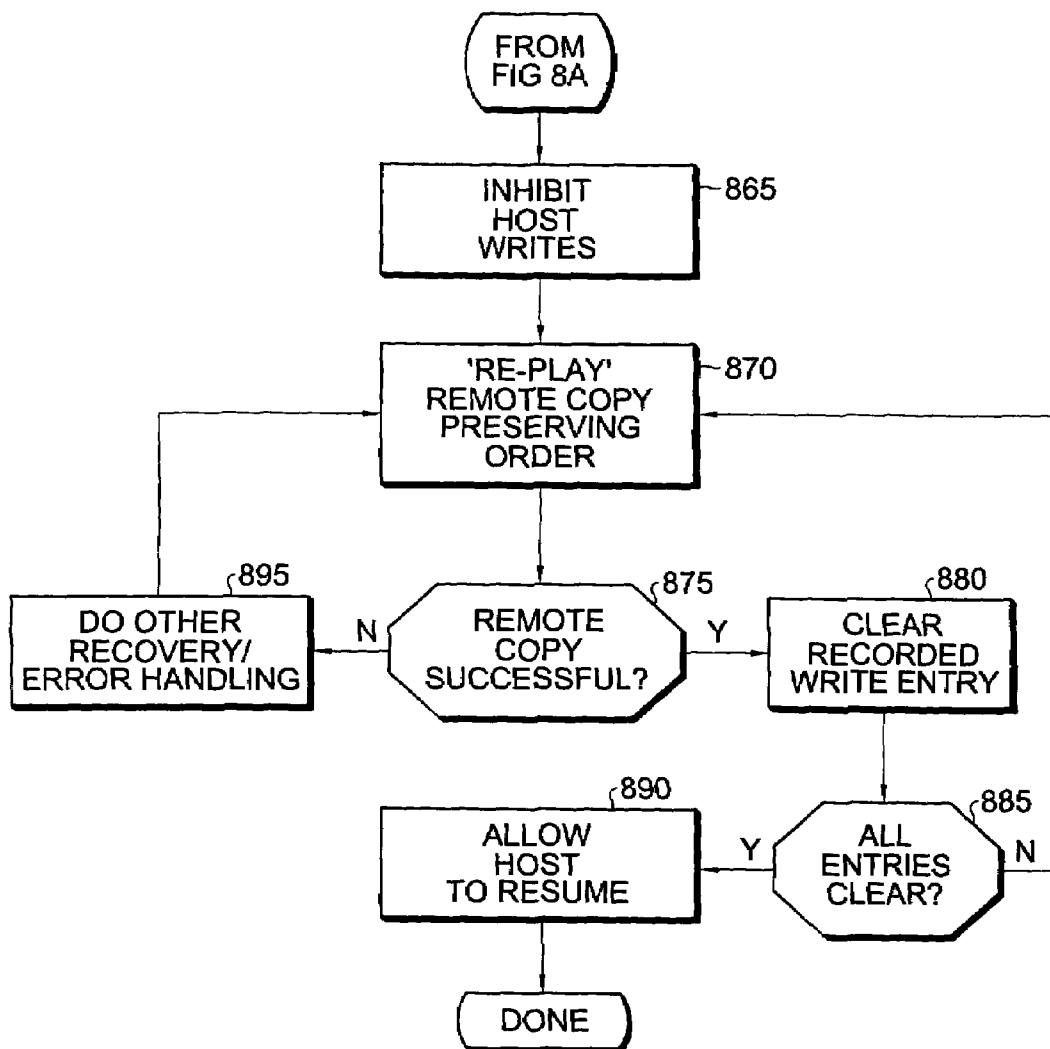 FROM
FIG 8A
INHIBIT
HOST
WRITES
865
'RE-PLAY'
REMOTE COPY
PRESERVING
ORDER
870
895
DO OTHER
RECOVERY/
ERROR HANDLING
N
875
REMOTE
COPY
SUCCESSFUL?
Y
880
CLEAR
RECORDED
WRITE ENTRY
890
ALLOW
HOST
TO RESUME
Y
885
ALL
ENTRIES
CLEAR?
N
DONE